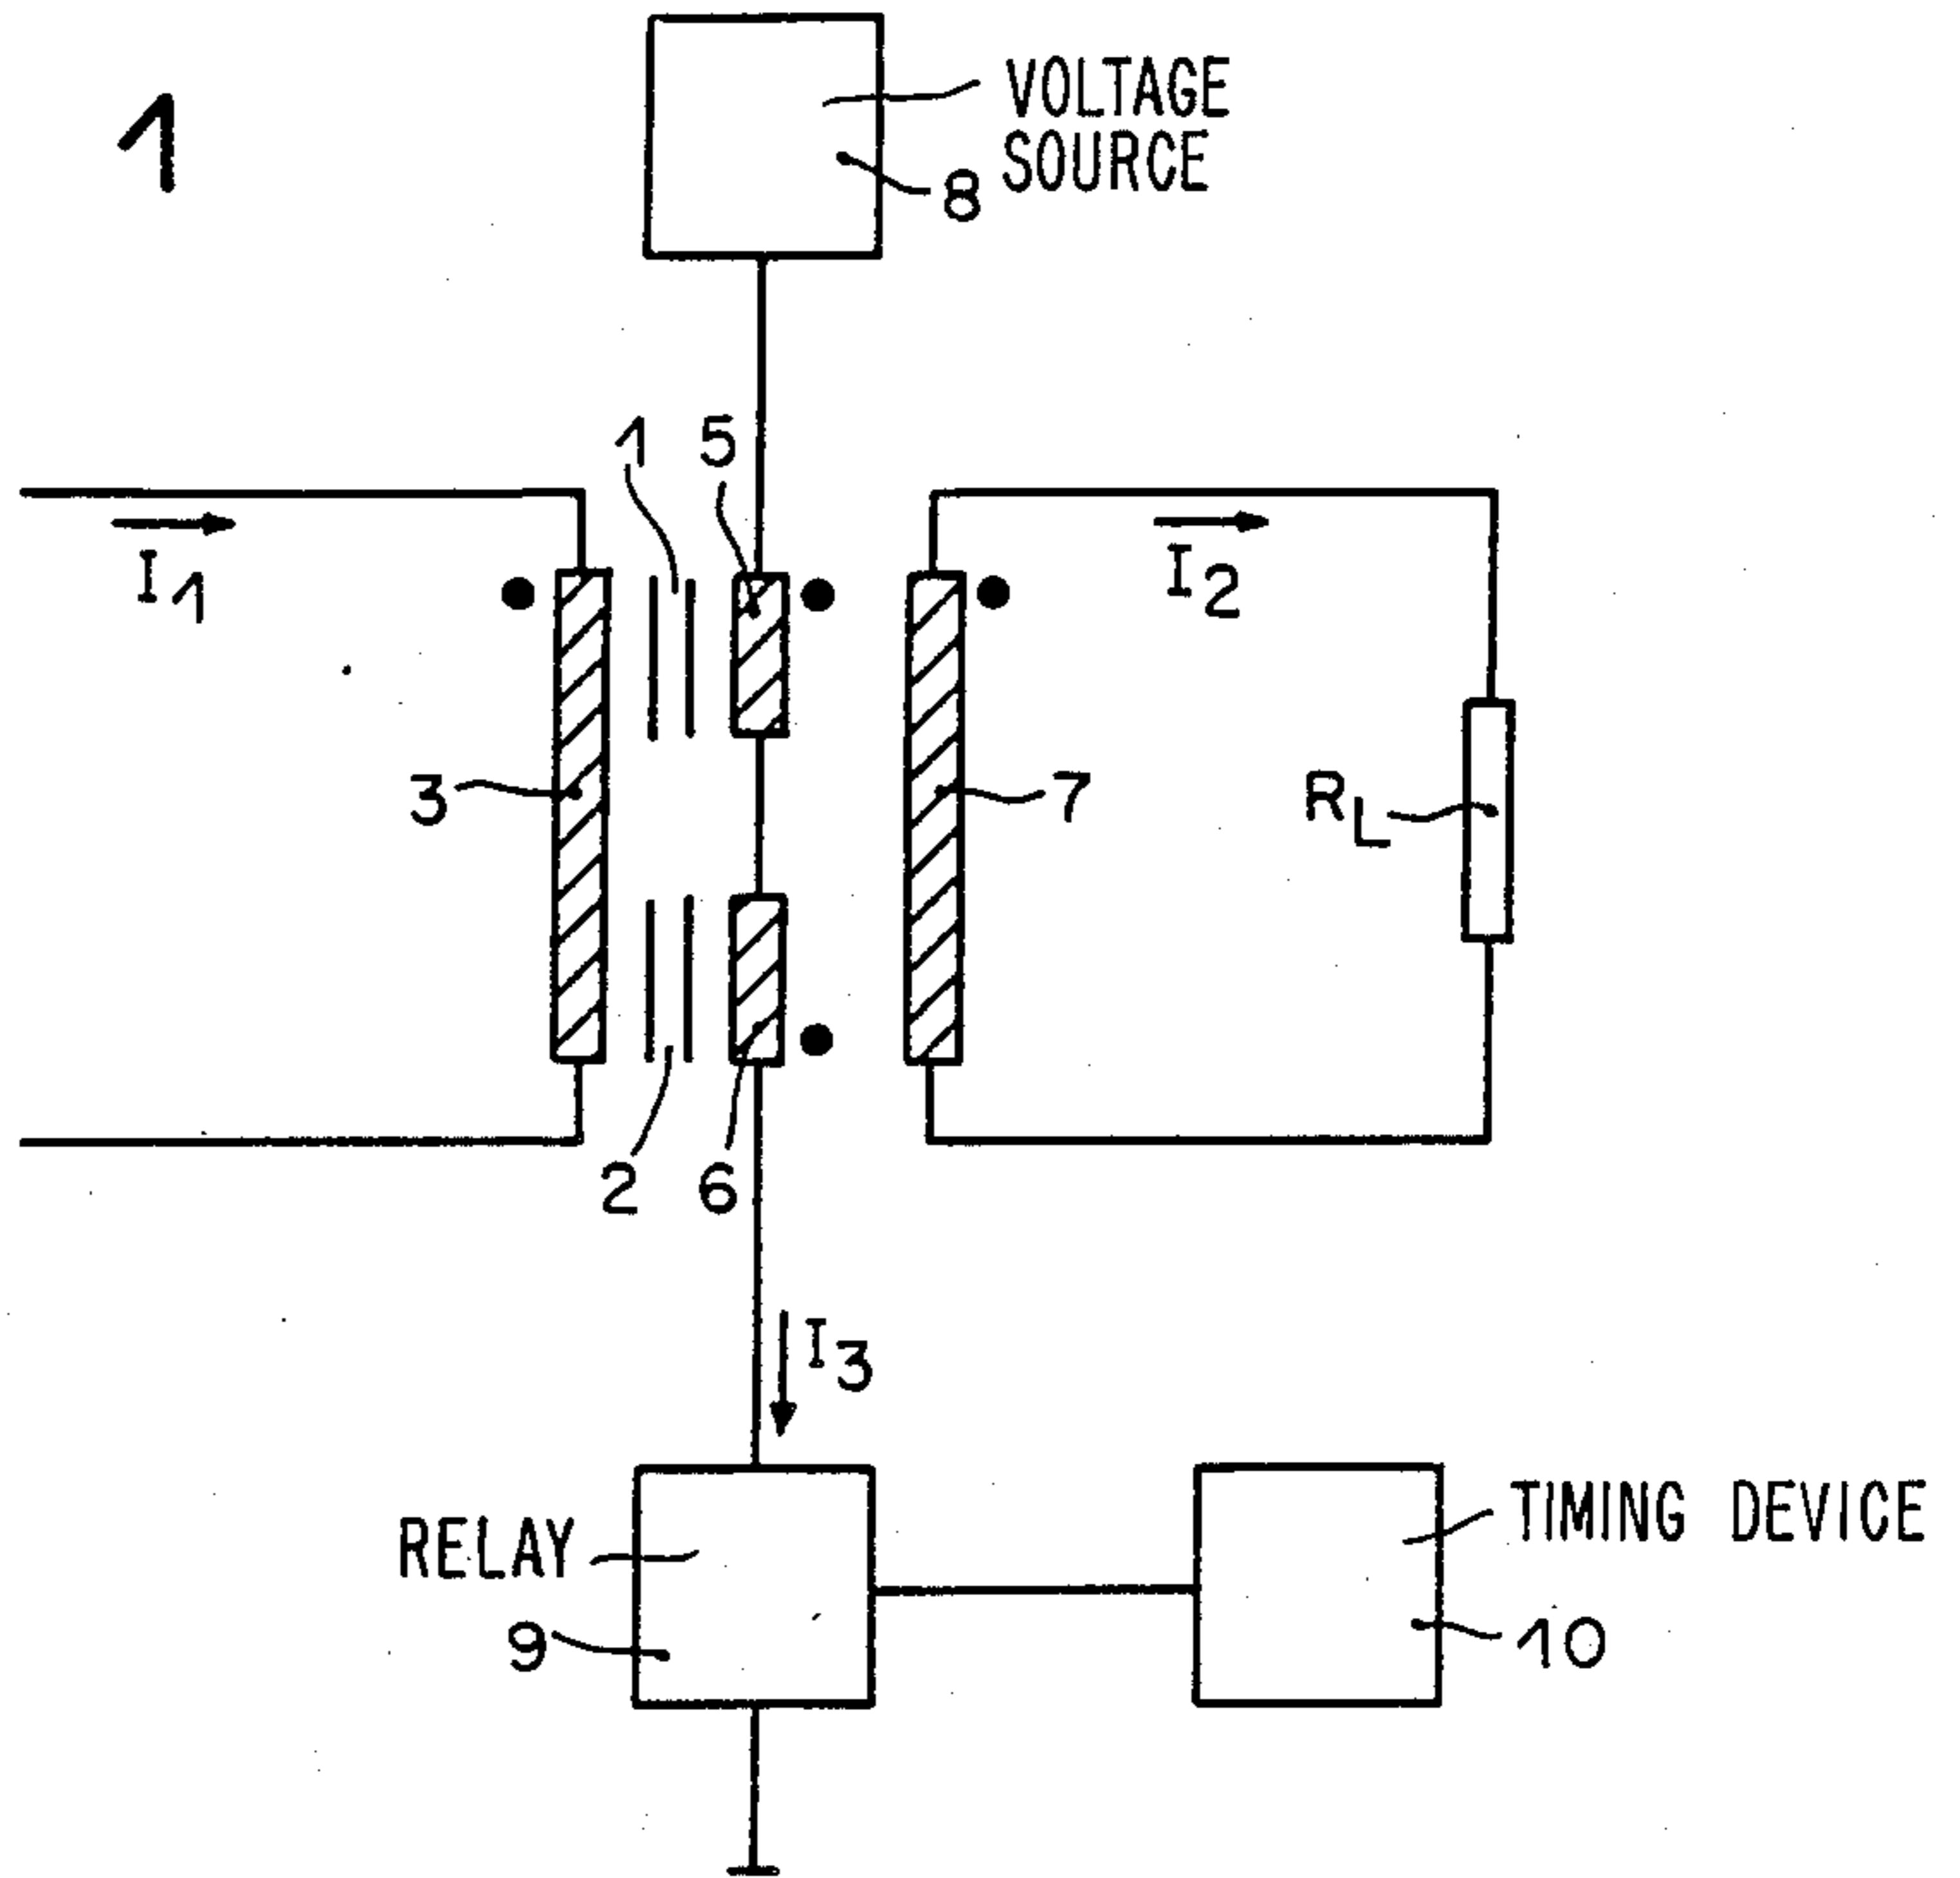 1
VOLTAGE
SOURCE
8
1
5
I1
I2
3
7
RL
2
6
I3
RELAY
TIMING DEVICE
9
10